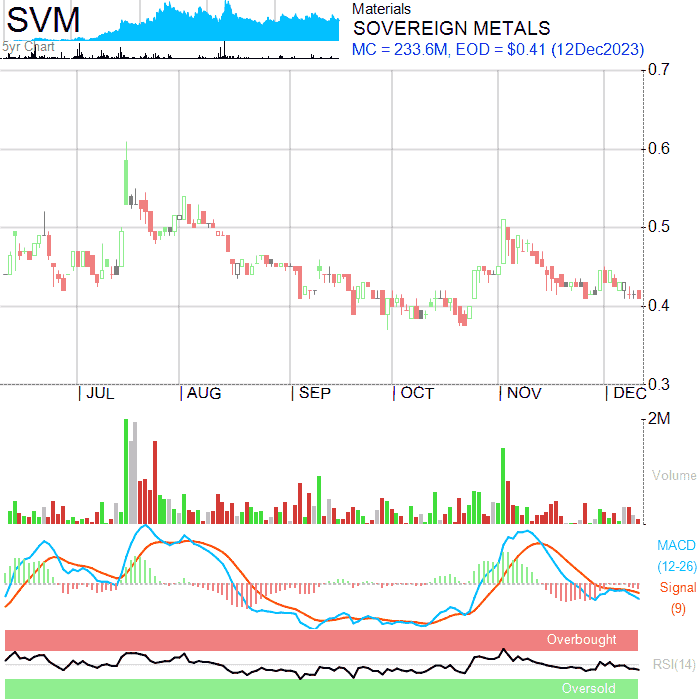 SVM
5yr Chart
Materials
SOVEREIGN METALS
MC = 233.6M, EOD = $0.41 (12Dec2023)
0.7
0.6
0.5
0.4
0.3
JUL
AUG
SEP
OCT
NOV
DEC
2M
Volume
MACD
(12-26)
Signal
(9)
Overbought
RSI(14)
Oversold